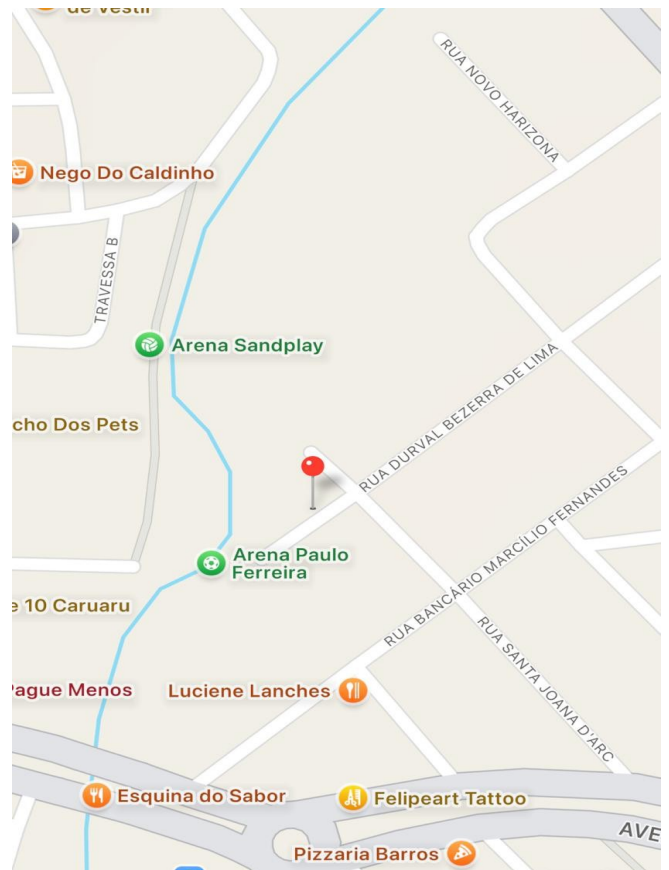 de Vestir
RUA NOVO HARIZONA
Nego Do Caldinho
TRAVESSA B
Arena Sandplay
RUA DURVAL BEZERRA DE LIMA
cho Dos Pets
RUA BANCÁRIO MARCÍLIO FERNANDES
Arena Paulo
Ferreira
e 10 Caruaru
RUA SANTA JOANA D'ARC
Pague Menos
Luciene Lanches
Esquina do Sabor
Felipeart Tattoo
AVE
Pizzaria Barros